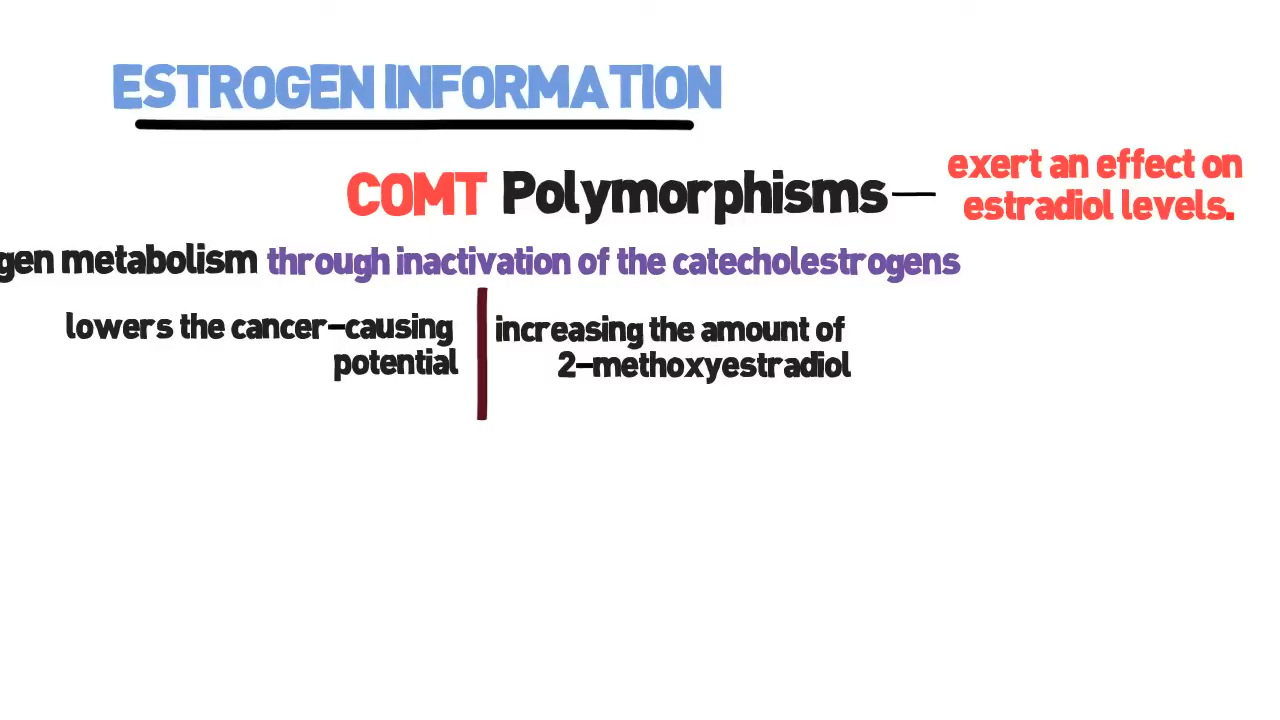 ESTROGEN INFORMATION
COMT Polymorphisms—
exert an effect on
estradiol levels.
gen metabolism through inactivation of the catecholestrogens
lowers the cancer-causing
potential
increasing the amount of
2-methoxyestradiol